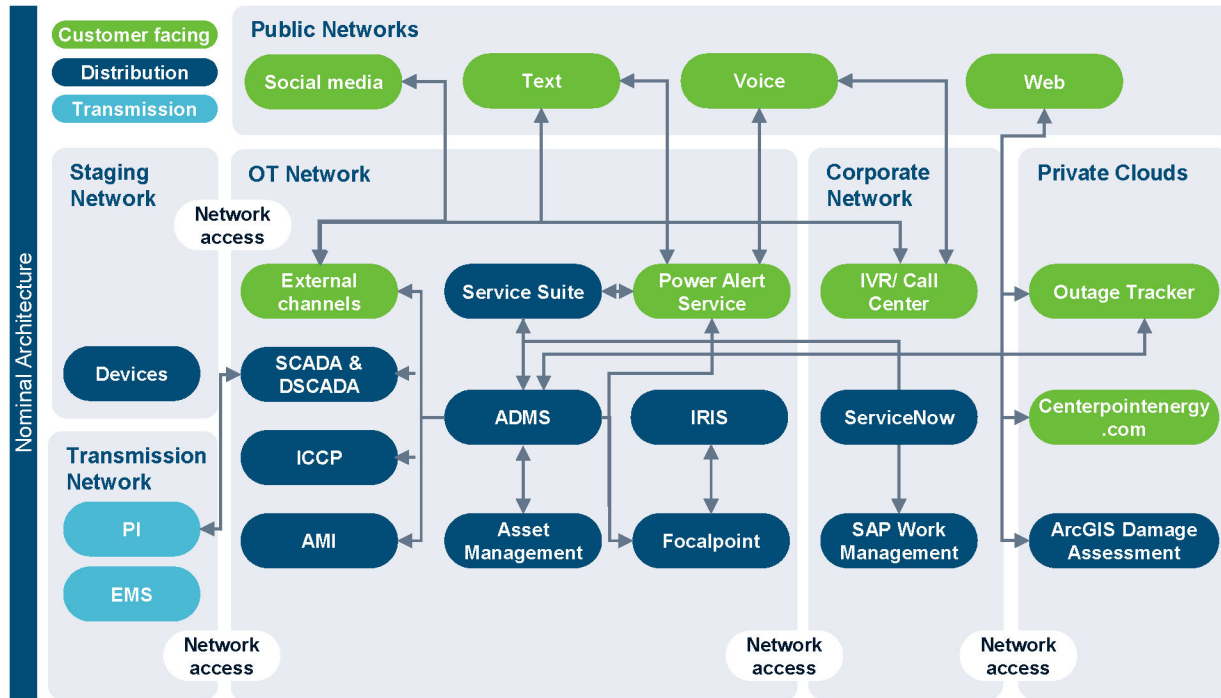 Nominal Architecture
Customer facing
Distribution
Transmission
Public Networks
Social media
Text
Voice
Web
Staging
Network
Network
access
Devices
OT Network
External
channels
Service Suite
Power Alert
Service
SCADA &
DSCADA
ADMS
IRIS
ICCP
AMI
Asset
Management
Focalpoint
Corporate
Network
IVR/ Call
Center
ServiceNow
SAP Work
Management
Private Clouds
Outage Tracker
Centerpointenergy
.com
ArcGIS Damage
Assessment
Transmission
Network
PI
EMS
Network
access
Network
access
Network
access